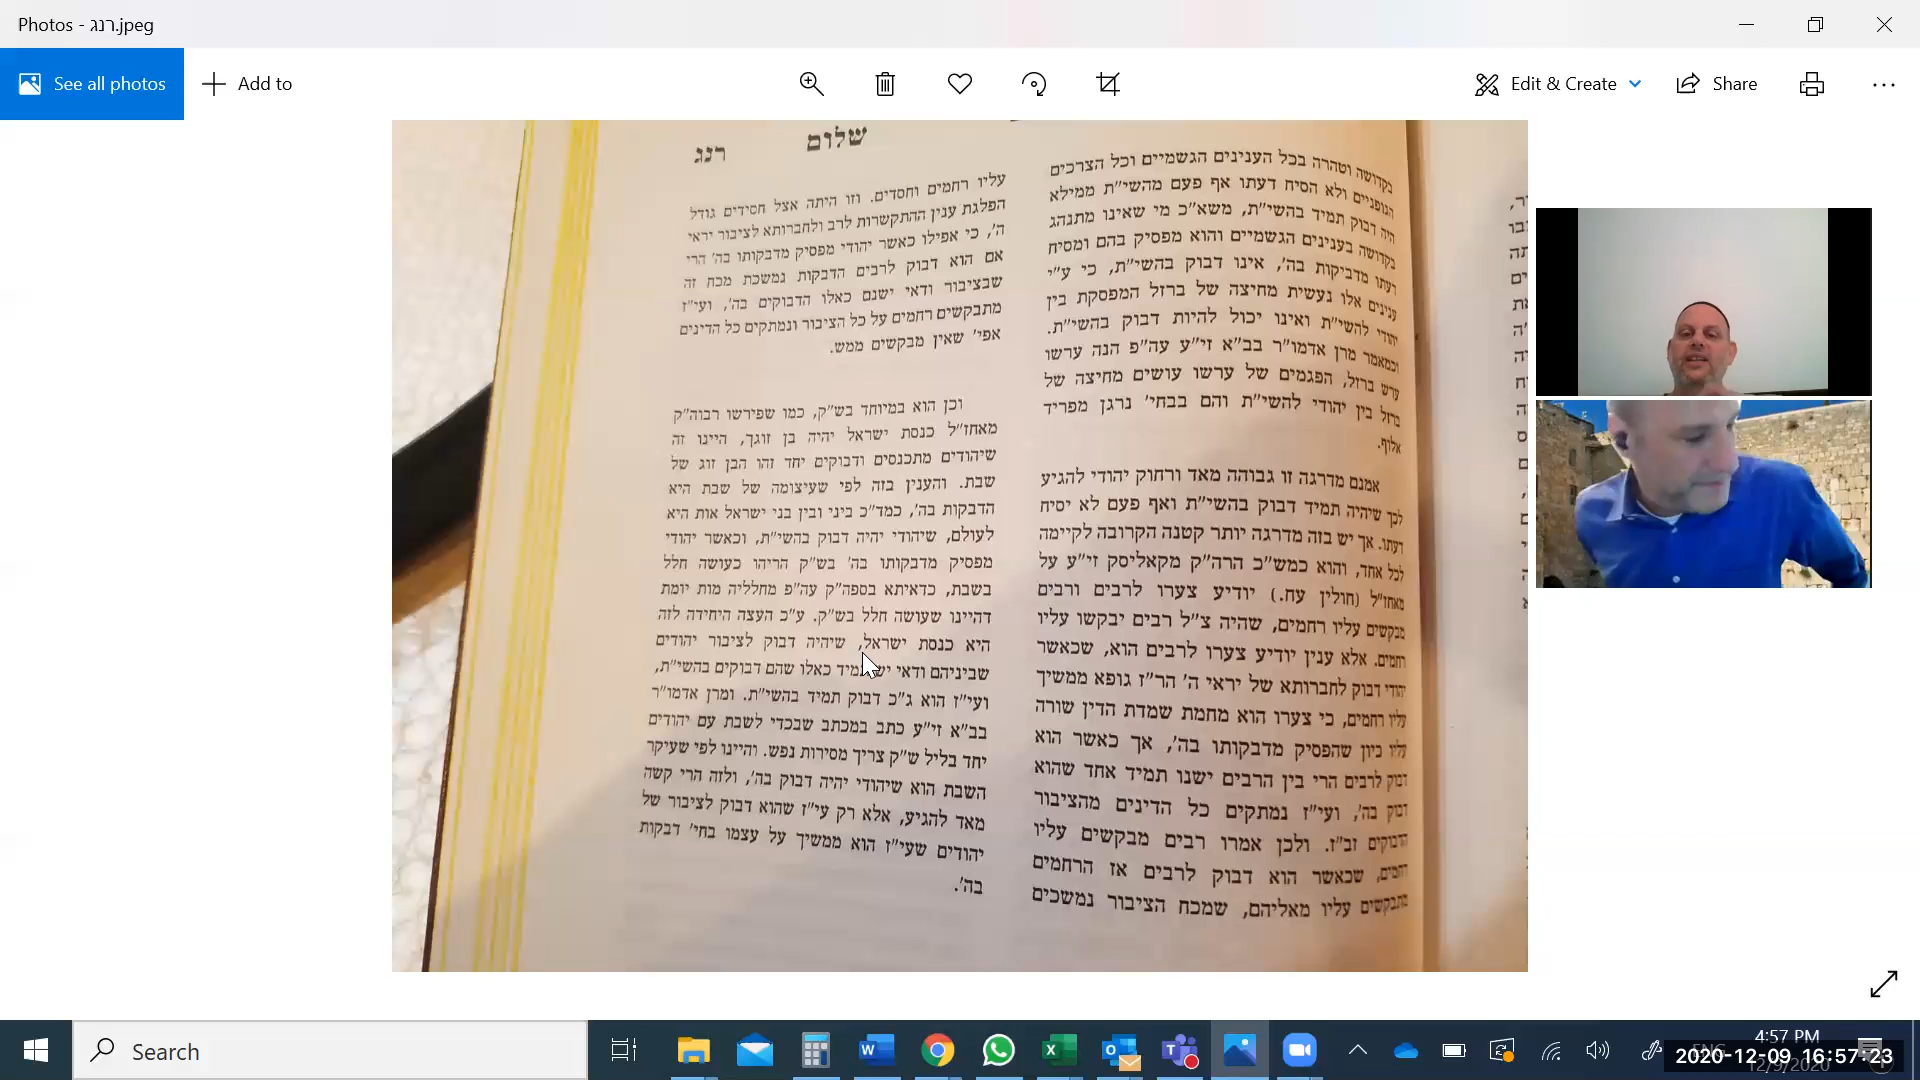 Photos - רנג.jpeg
See all photos
Add to
Edit & Create
Share
שלום רנג
בקדושה וטהרה בכל הענינים הגשמיים וכל הצרכים
הגופניים ולא הסיח דעתו אף פעם מהשי״ת ממילא
היה דבוק תמיד בהשי״ת, משא״כ מי שאינו מתנהג
בקדושה בענינים הגשמיים והוא מפסיק בהם ומסיח
דעתו מדביקות בה׳, אינו דבוק בהשי״ת, כי ע״י
ענינים אלו נעשית מחיצה של ברזל המפסקת בין
יהודי להשי״ת ואינו יכול להיות דבוק בהשי״ת.
וכמאמר מרן אדמו״ר בב״א זי״ע עה״פ הנה ערשו
ערש ברזל, הפגמים של ערשו עושים מחיצה של
ברזל בין יהודי להשי״ת והם בבחי׳ נרגן מפריד
אלוף.
אמנם מדרגה זו גבוהה מאד ורחוק יהודי להגיע
לכך שיהיה תמיד דבוק בהשי״ת ואף פעם לא יסיח
דעתו. אך יש בזה מדרגה יותר קטנה הקרובה לקיימה
לכל אחד, והוא כמש״כ הרה״ק מקאליסק זי״ע על
מאחז״ל (חולין עח.) יודיע צערו לרבים ורבים
מבקשים עליו רחמים, שהיה צ״ל רבים יבקשו עליו
רחמים. אלא ענין יודיע צערו לרבים הוא, שכאשר
יהודי דבוק לחברותא של יראי ה׳ הר״ז גופא ממשיך
עליו רחמים, כי צערו הוא מחמת שמדת הדין שורה
עליו כיון שהפסיק מדבקותו בה׳, אך כאשר הוא
דבוק לרבים הרי בין הרבים ישנו תמיד אחד שהוא
דבוק בה׳, ועי״ז נמתקים כל הדינים מהציבור
הדבוקים זב״ז. ולכן אמרו רבים מבקשים עליו
רחמים, שכאשר הוא דבוק לרבים אז הרחמים
מתבקשים עליו מאליהם, שמכח הציבור נמשכים
עליו רחמים וחסדים. וזו היתה אצל חסידים גודל
הפלגת ענין ההתקשרות לרב ולחברותא לציבור יראי
ה׳, כי אפילו כאשר יהודי מפסיק מדבקותו בה׳ הרי
אם הוא דבוק לרבים הדבקות נמשכת מכח זה
שבציבור ודאי ישנם כאלו הדבוקים בה׳, ועי״ז
מתבקשים רחמים על כל הציבור ונמתקים כל הדינים
אפי׳ שאין מבקשים ממש.
וכן הוא במיוחד בש״ק, כמו שפירשו רבוה״ק
מאחז״ל כנסת ישראל יהיה בן זוגך, היינו זה
שיהודים מתכנסים ודבוקים יחד זהו הבן זוג של
שבת. והענין בזה לפי שעיצומה של שבת היא
הדבקות בה׳, כמד״כ ביני ובין בני ישראל אות היא
לעולם, שיהודי יהיה דבוק בהשי״ת, וכאשר יהודי
מפסיק מדבקותו בה׳ בש״ק הריהו כעושה חלל
בשבת, כדאיתא בספה״ק עה״פ מחלליה מות יומת
דהיינו שעושה חלל בש״ק. ע״כ העצה היחידה לזה
היא כנסת ישראל, שיהיה דבוק לציבור יהודים
שביניהם ודאי יש תמיד כאלו שהם דבוקים בהשי״ת,
ועי״ז הוא ג״כ דבוק תמיד בהשי״ת. ומרן אדמו״ר
בב״א זי״ע כתב במכתב שבכדי לשבת עם יהודים
יחד בליל ש״ק צריך מסירות נפש. והיינו לפי שעיקר
השבת הוא שיהודי יהיה דבוק בה׳, ולזה הרי קשה
מאד להגיע, אלא רק עי״ז שהוא דבוק לציבור של
יהודים שעי״ז הוא ממשיך על עצמו בחי׳ דבקות
בה׳.
Search
4:57 PM
2020-12-09 16:57:23
12/9/2020